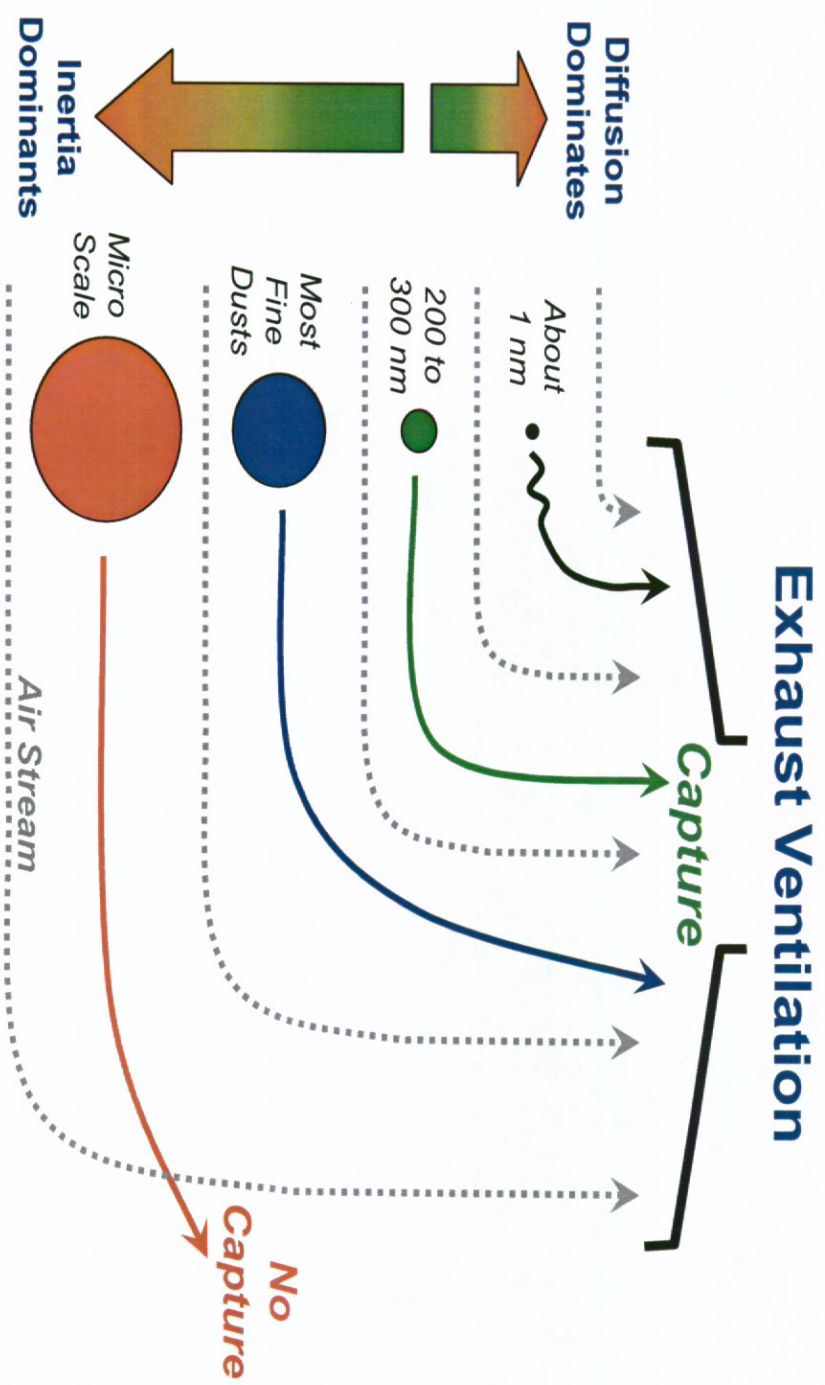 Exhaust Ventilation
Diffusion
Dominates
Capture
About
1 nm
200 to
300 nm
Most
Fine
Dusts
Micro
Scale
Inertia
Dominants
Air Stream
No
Capture